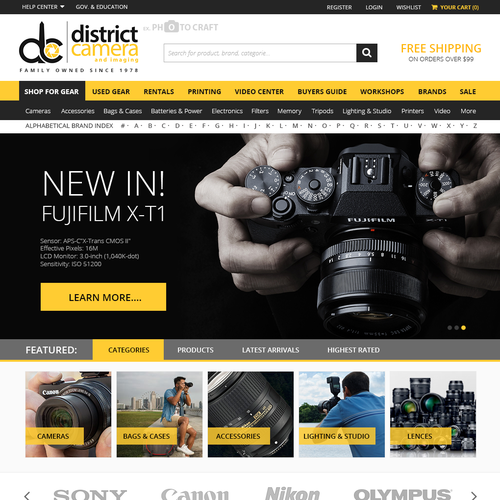 HELP CENTER GOV. & EDUCATION REGISTER LOGIN WISHLIST YOUR CART (0)
dc district camera and imaging
FAMILY OWNED SINCE 1978
PHOTO CRAFT
Search for product, brand, categore...
FREE SHIPPING
ON ORDERS OVER $99
SHOP FOR GEAR USED GEAR RENTALS PRINTING VIDEO CENTER BUYERS GUIDE WORKSHOPS BRANDS SALE
Cameras Accessories Bags & Cases Batteries & Power Electronics Filters Memory Tripods Lighting & Studio Printers Video More
ALPHABETICAL BRAND INDEX # - A - B - C - D - E - F - G - H - I - J - K - L - M - N - O - P - Q - R - S - T - U - V - W - X - Y - Z
NEW IN!
FUJIFILM X-T1
Sensor: APS-C"X-Trans CMOS II"
Effective Pixels: 16M
LCD Monitor: 3.0-inch (1,040K-dot)
Sensitivity: ISO 51200
LEARN MORE....
FUJIFILM
FEATURED: CATEGORIES PRODUCTS LATEST ARRIVALS HIGHEST RATED
Canon
CAMERAS BAGS & CASES ACCESSORIES LIGHTING & STUDIO LENCES
SONY Canon Nikon OLYMPUS